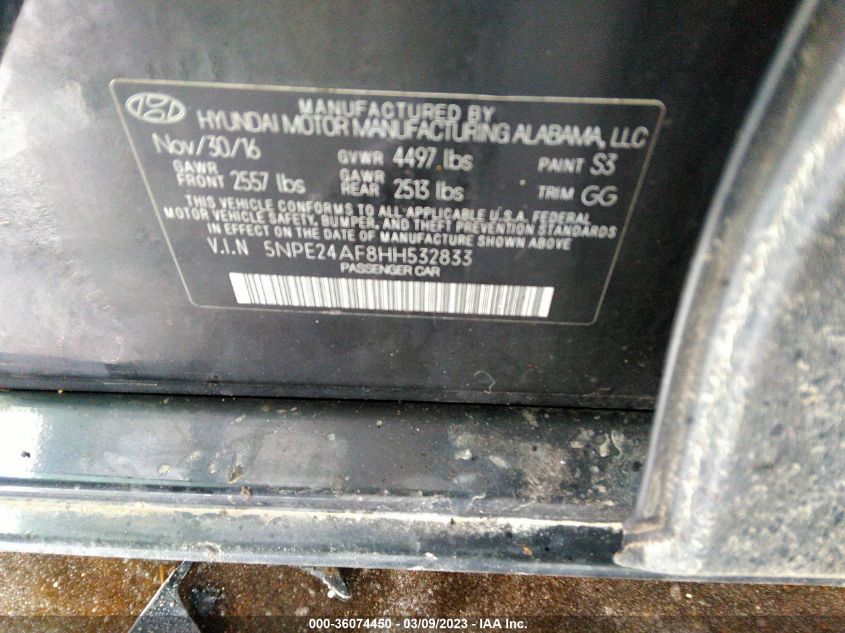 MANUFACTURED BY
HYUNDAI MOTOR MANUFACTURING ALABAMA, LLC
Nov/30/16 GVWR 4497 lbs PAINT S3
GAWR FRONT 2557 lbs GAWR REAR 2513 lbs TRIM GG
THIS VEHICLE CONFORMS TO ALL APPLICABLE U.S.A. FEDERAL
MOTOR VEHICLE SAFETY, BUMPER, AND THEFT PREVENTION STANDARDS
IN EFFECT ON THE DATE OF MANUFACTURE SHOWN ABOVE.
V.I.N 5NPE24AF8HH532833
PASSENGER CAR
000-36074450 - 03/09/2023 - IAA Inc.